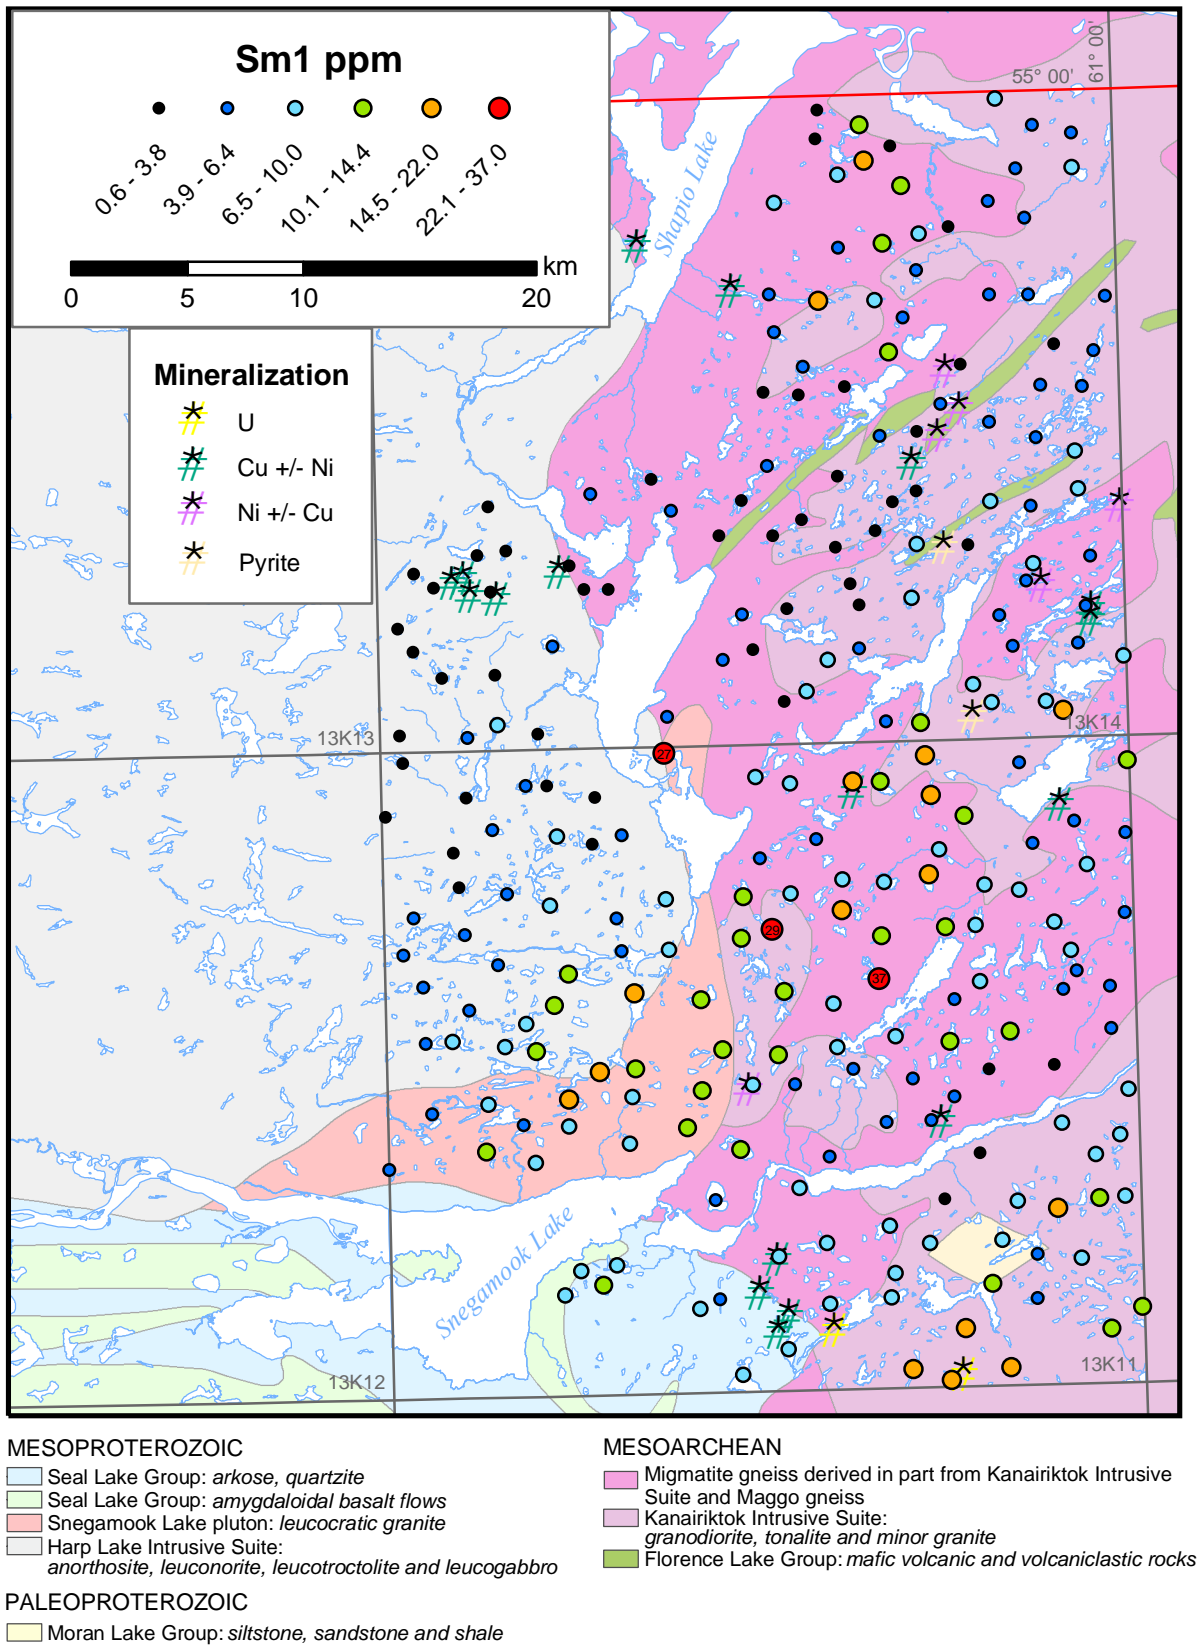 Sm1 ppm
0.6 - 3.8
3.9 - 6.4
6.5 - 10.0
10.1 - 14.4
14.5 - 22.0
22.1 - 37.0
km
0 5 10 20
Mineralization
U
Cu +/- Ni
Ni +/- Cu
Pyrite
55° 00'
61° 00'
Shapio Lake
13K13
13K14
27
29
37
Snegamook Lake
13K12
13K11
MESOPROTEROZOIC
Seal Lake Group: arkose, quartzite
Seal Lake Group: amygdaloidal basalt flows
Snegamook Lake pluton: leucocratic granite
Harp Lake Intrusive Suite:
anorthosite, leuconorite, leucotroctolite and leucogabbro
PALEOPROTEROZOIC
Moran Lake Group: siltstone, sandstone and shale
MESOARCHEAN
Migmatite gneiss derived in part from Kanairiktok Intrusive
Suite and Maggo gneiss
Kanairiktok Intrusive Suite:
granodiorite, tonalite and minor granite
Florence Lake Group: mafic volcanic and volcaniclastic rocks